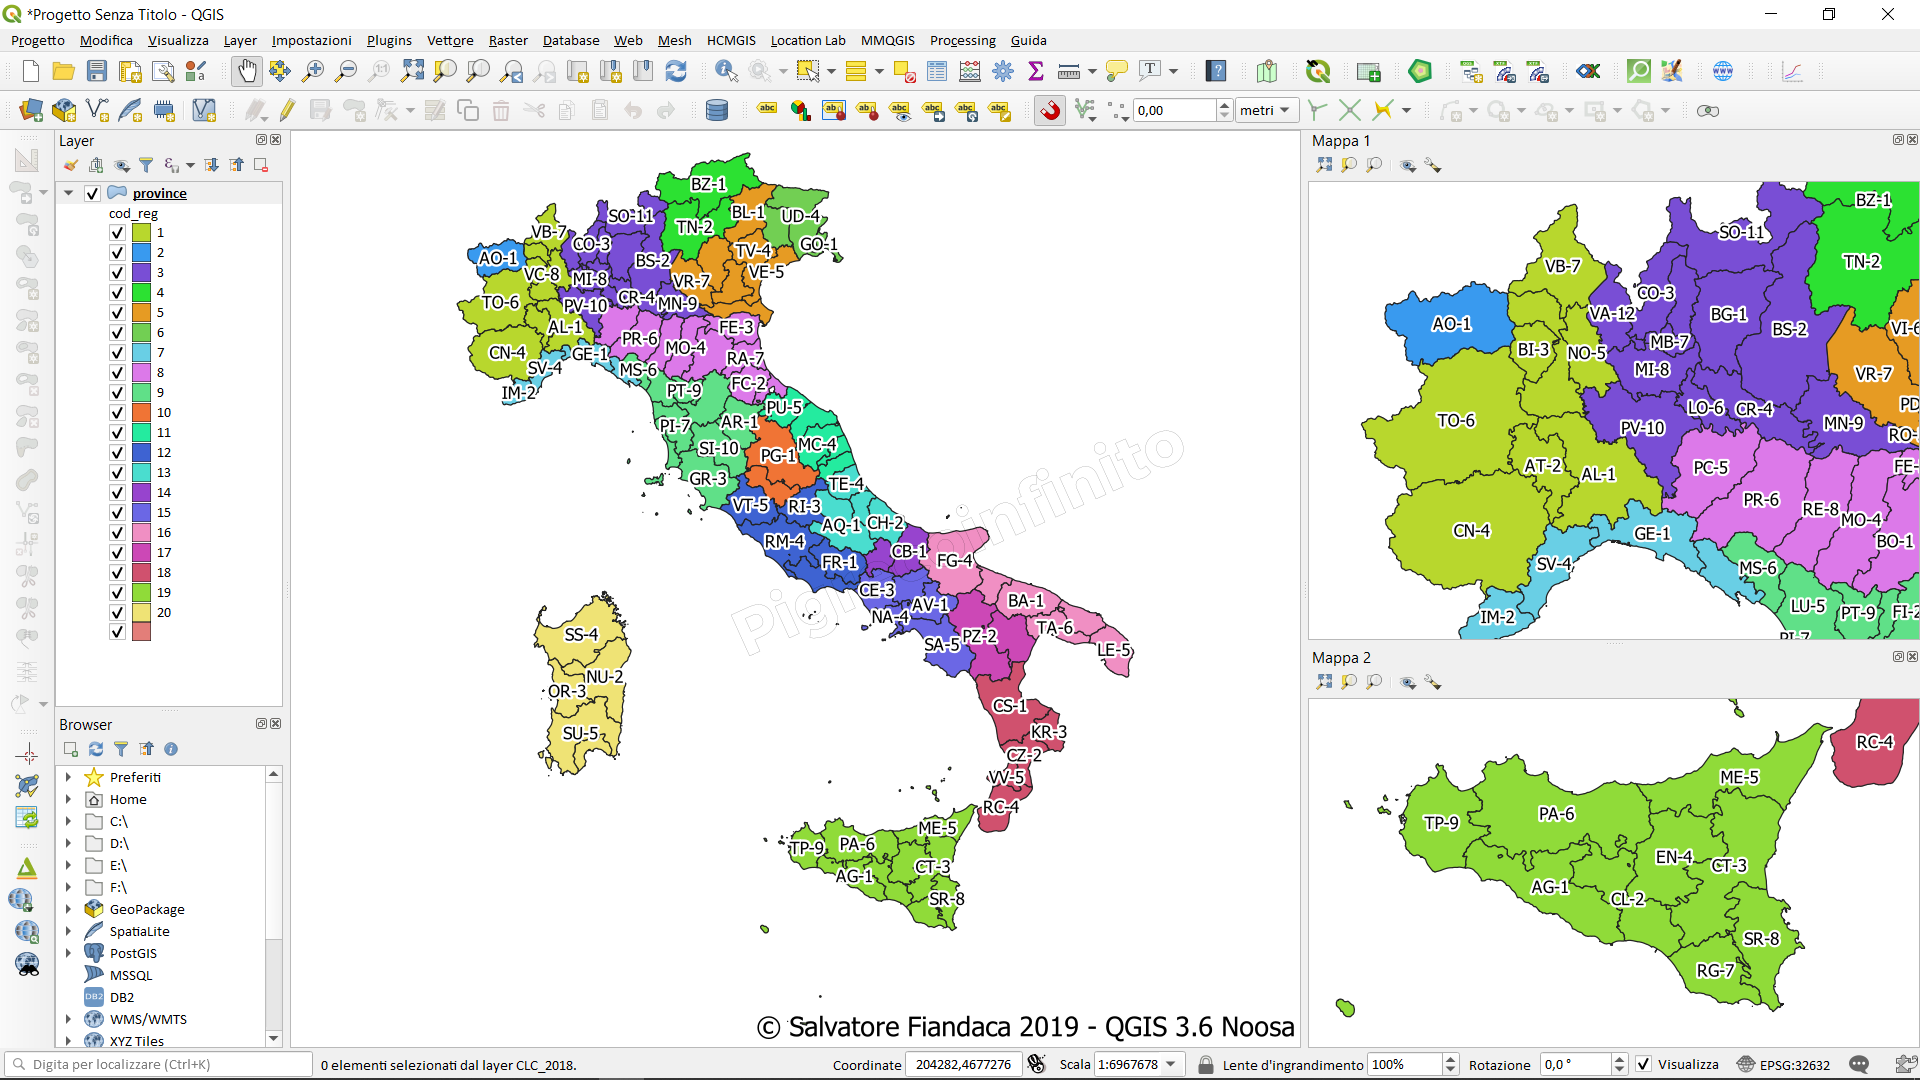 *Progetto Senza Titolo - QGIS
Progetto Modifica Visualizza Layer Impostazioni Plugins Vettore Raster Database Web Mesh HCMGIS Location Lab MMQGIS Processing Guida
0,00 metri
Layer
province
cod_reg
1
2
3
4
5
6
7
8
9
10
11
12
13
14
15
16
17
18
19
20
Browser
Preferiti
Home
C:\
D:\
E:\
F:\
GeoPackage
SpatiaLite
PostGIS
MSSQL
DB2
WMS/WMTS
XYZ Tiles
BZ-1
SO-11
BL-1
UD-4
TN-2
VB-7
CO-3
GO-1
TV-4
AO-1
BS-2
VC-8
VE-5
MI-8
VR-7
TO-6
PV-10
CR-4
MN-9
AL-1
FE-3
PR-6
MO-4
CN-4
GE-1
RA-7
SV-4
MS-6
FC-2
IM-2
PT-9
PU-5
PI-7
AR-1
MC-4
SI-10
PG-1
GR-3
TE-4
VT-5
RI-3
AQ-1
CH-2
RM-4
CB-1
FR-1
FG-4
CE-3
AV-1
BA-1
NA-4
TA-6
SS-4
SA-5
PZ-2
LE-5
NU-2
OR-3
CS-1
SU-5
KR-3
CZ-2
VV-5
RC-4
ME-5
TP-9
PA-6
CT-3
AG-1
SR-8
Pigrecoinfinito
© Salvatore Fiandaca 2019 - QGIS 3.6 Noosa
Mappa 1
BZ-1
SO-11
TN-2
VB-7
CO-3
VA-12
BG-1
AO-1
BS-2
VI-6
MB-7
BI-3
NO-5
MI-8
VR-7
LO-6
CR-4
PD
TO-6
MN-9
PV-10
RO-
AT-2
PC-5
FE-
AL-1
PR-6
RE-8
MO-4
CN-4
GE-1
BO-1
SV-4
MS-6
LU-5
PT-9
FI-2
IM-2
PI-7
Mappa 2
RC-4
ME-5
PA-6
TP-9
EN-4
CT-3
AG-1
CL-2
SR-8
RG-7
Digita per localizzare (Ctrl+K)
0 elementi selezionati dal layer CLC_2018.
Coordinate 204282,4677276 Scala 1:6967678 Lente d'ingrandimento 100% Rotazione 0,0 ° Visualizza EPSG:32632